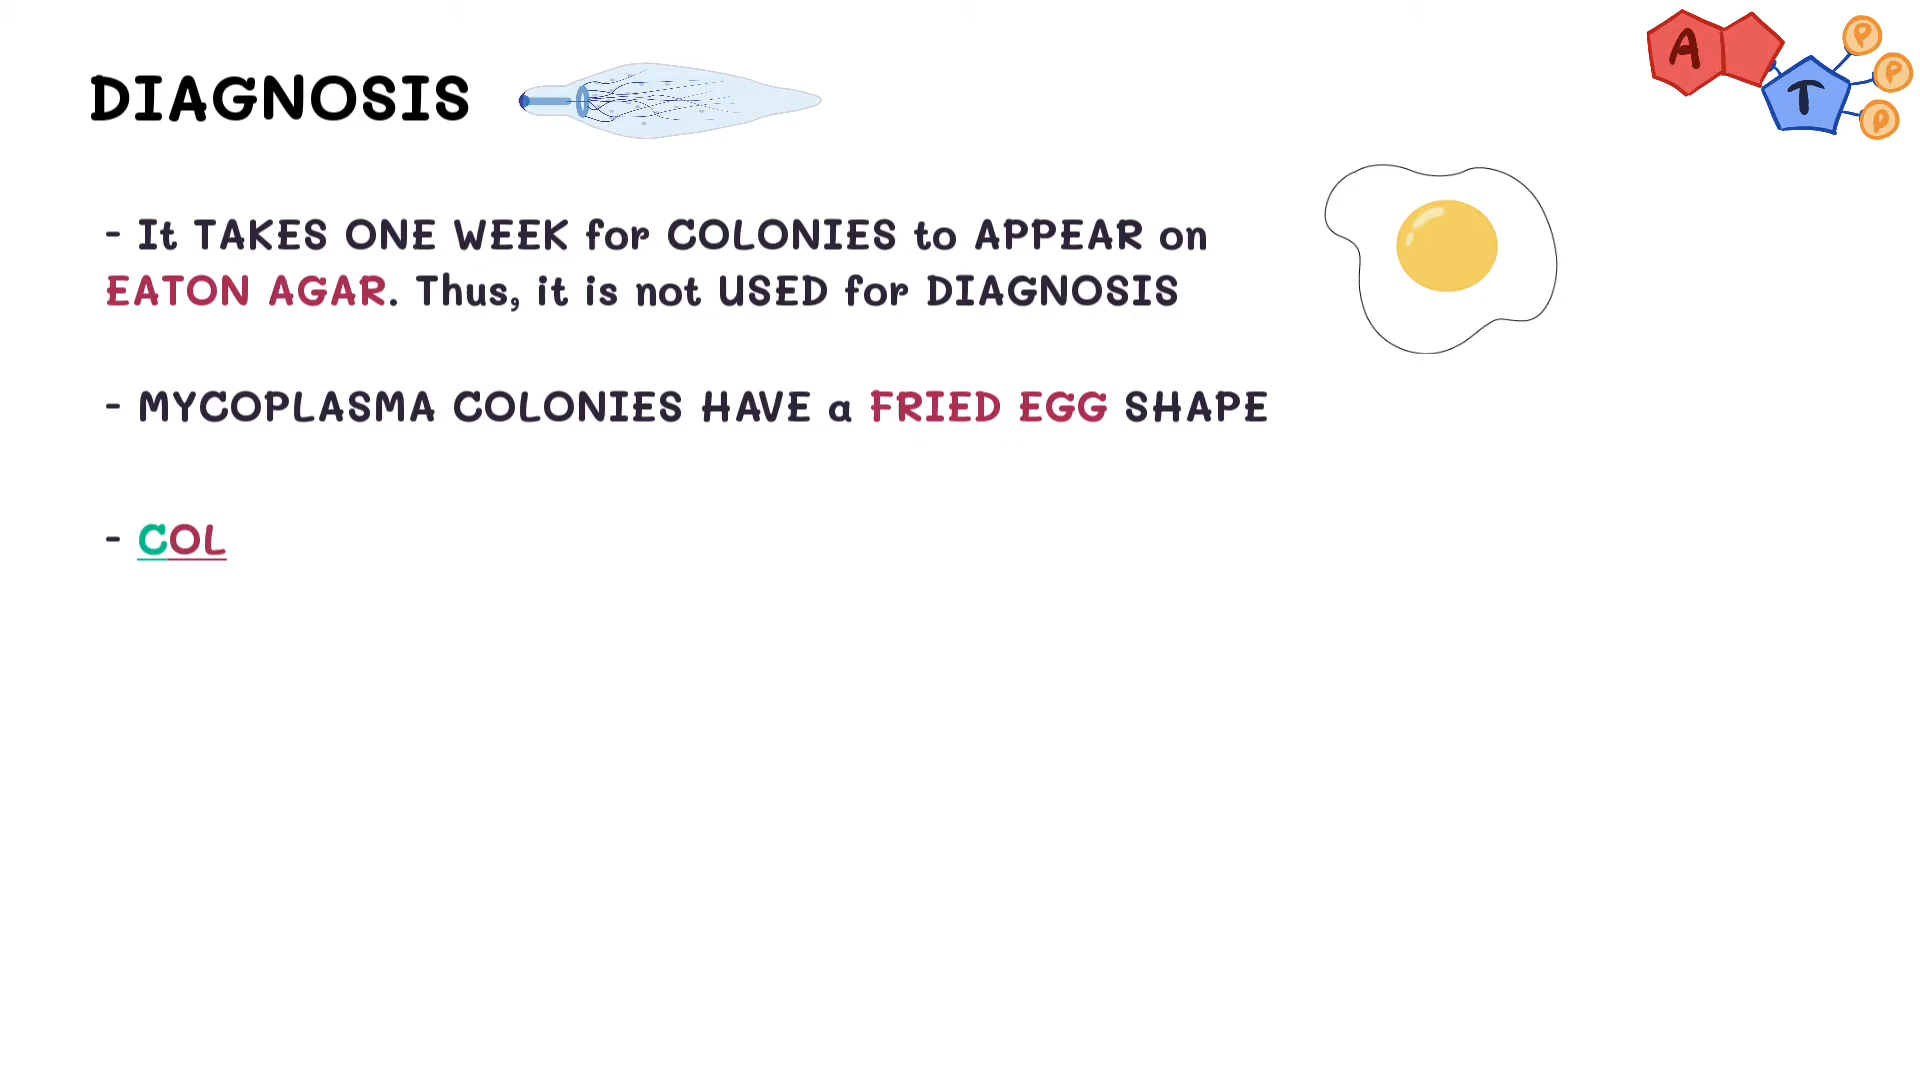 DIAGNOSIS
A T P P P
- It TAKES ONE WEEK for COLONIES to APPEAR on
EATON AGAR. Thus, it is not USED for DIAGNOSIS
- MYCOPLASMA COLONIES HAVE a FRIED EGG SHAPE
- COL